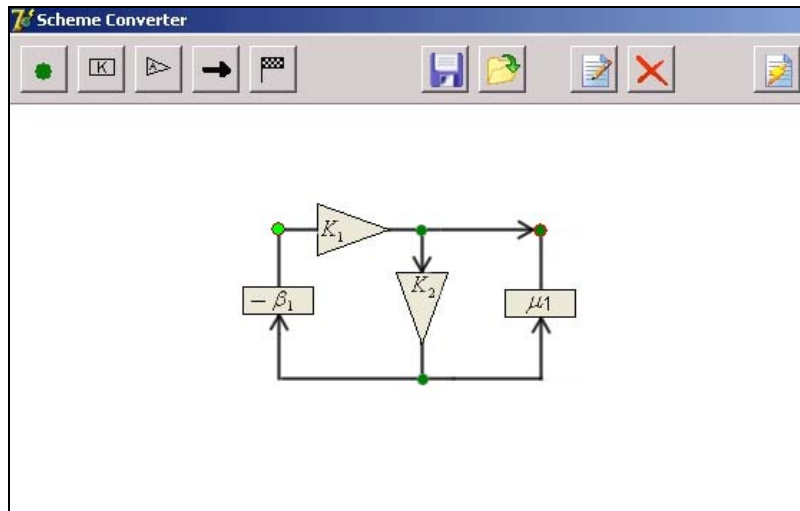 Scheme Converter
K
A
K₁
K₂
− β₁
μ1